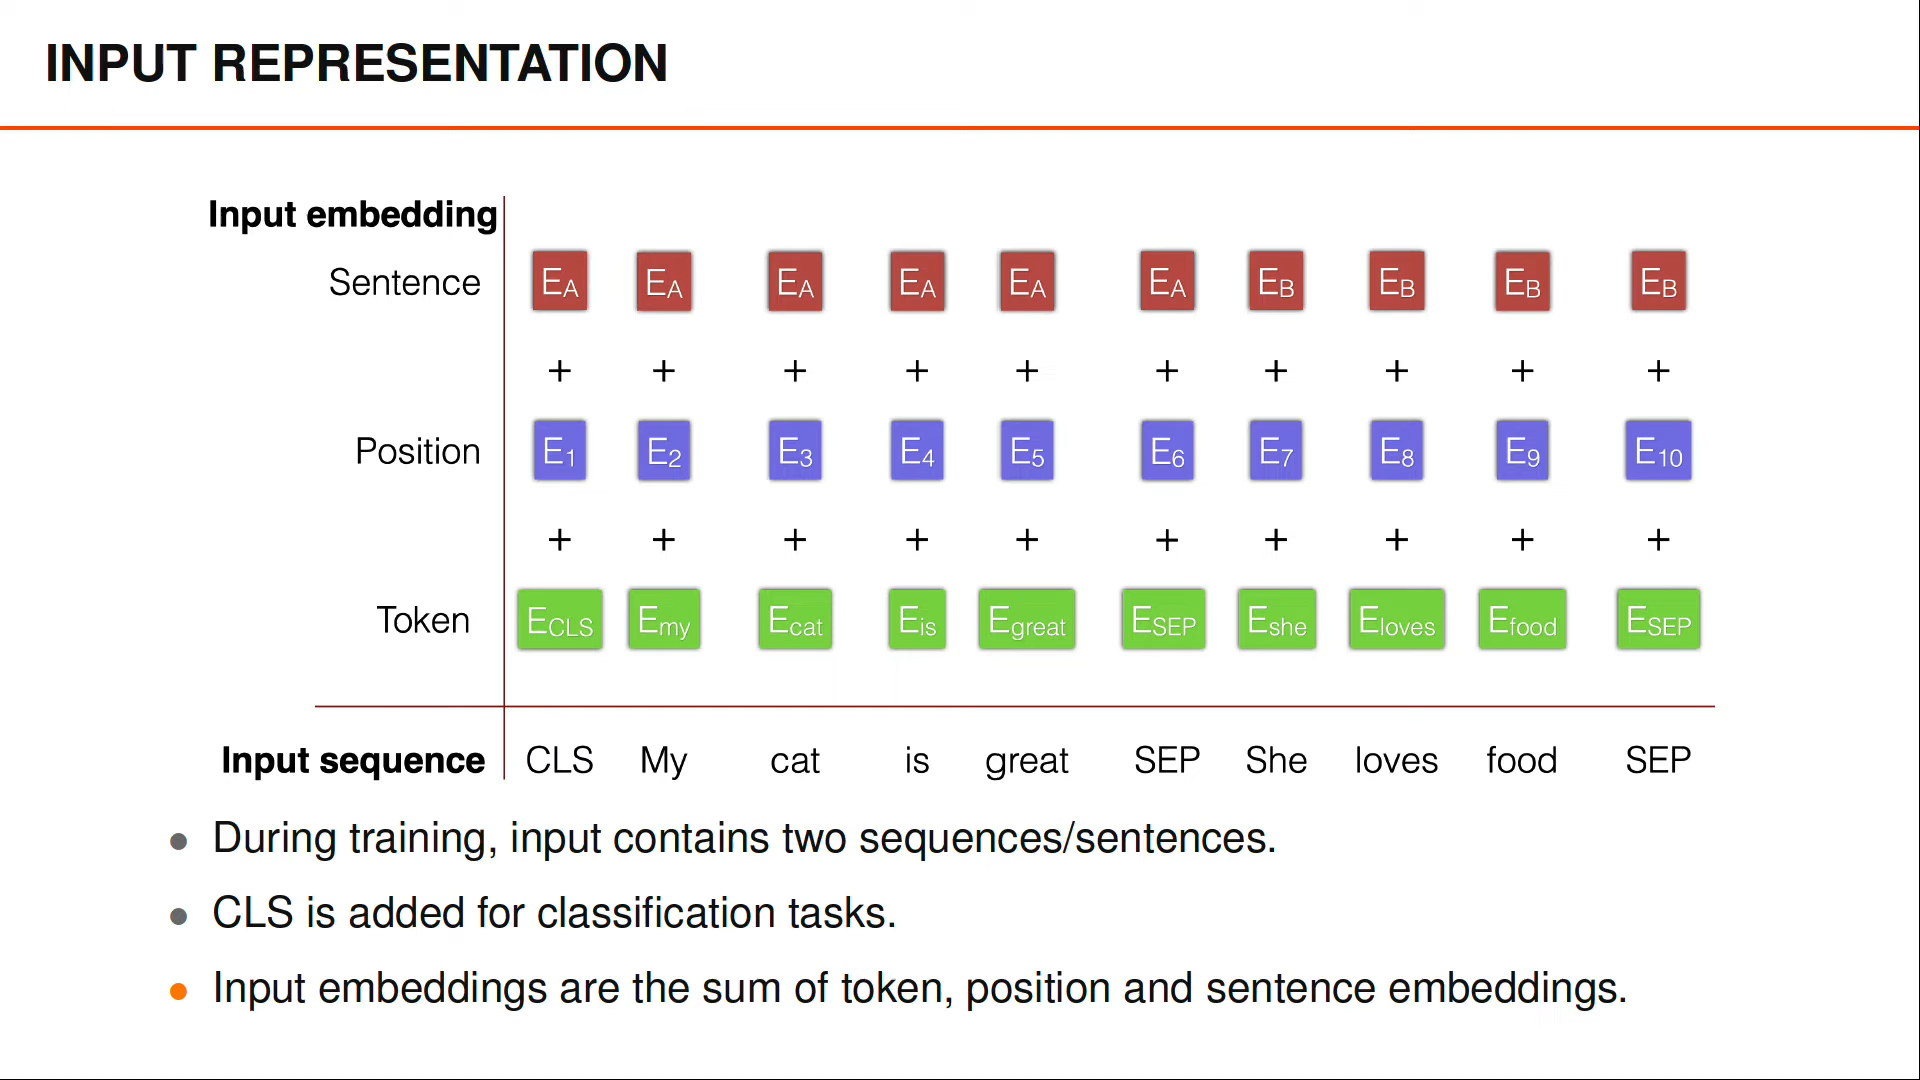 INPUT REPRESENTATION
Input embedding
Sentence EA EA EA EA EA EA EB EB EB EB
+ + + + + + + + + +
Position E1 E2 E3 E4 E5 E6 E7 E8 E9 E10
+ + + + + + + + + +
Token ECLS Emy Ecat Eis Egreat ESEP Eshe Eloves Efood ESEP
Input sequence CLS My cat is great SEP She loves food SEP
• During training, input contains two sequences/sentences.
• CLS is added for classification tasks.
• Input embeddings are the sum of token, position and sentence embeddings.